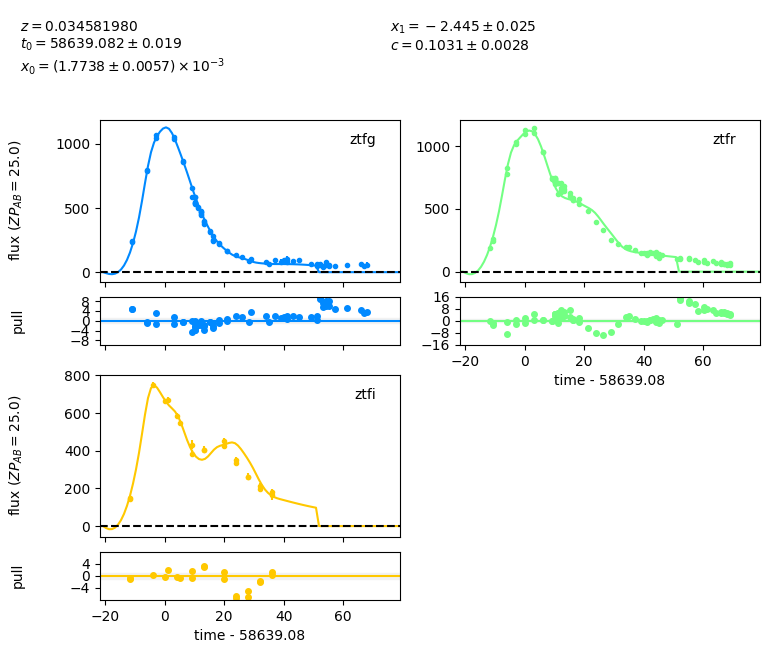 z = 0.034581980
t₀ = 58639.082 ± 0.019
x₀ = (1.7738 ± 0.0057) × 10⁻³
x₁ = −2.445 ± 0.025
c = 0.1031 ± 0.0028
flux (ZP_AB = 25.0)
1000
500
0
ztfg
1000
500
0
ztfr
pull
8
4
0
−4
−8
16
8
0
−8
−16
−20
0
20
40
60
time - 58639.08
flux (ZP_AB = 25.0)
800
600
400
200
0
ztfi
pull
4
0
−4
−20
0
20
40
60
time - 58639.08